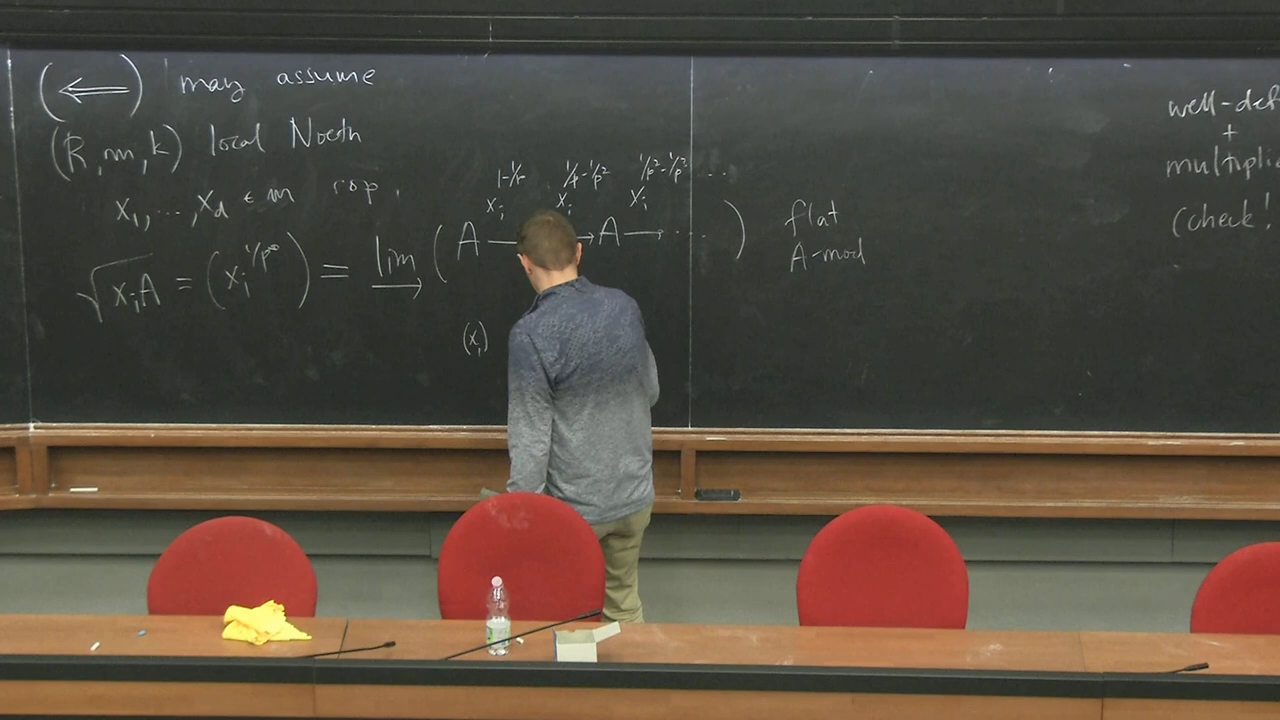 (⇐) may assume
(R, m, k) local Noeth
x_1, ..., x_d ∈ m sop.
√(x_i A) = (x_i^{1/p^∞}) = lim→ ( A → A → ... ) flat A-mod
x_i^{1-1/p} x_i^{1/p-1/p^2} x_i^{1/p^2-1/p^3} ...
(x_i)
well-def
+
multipli
(check!